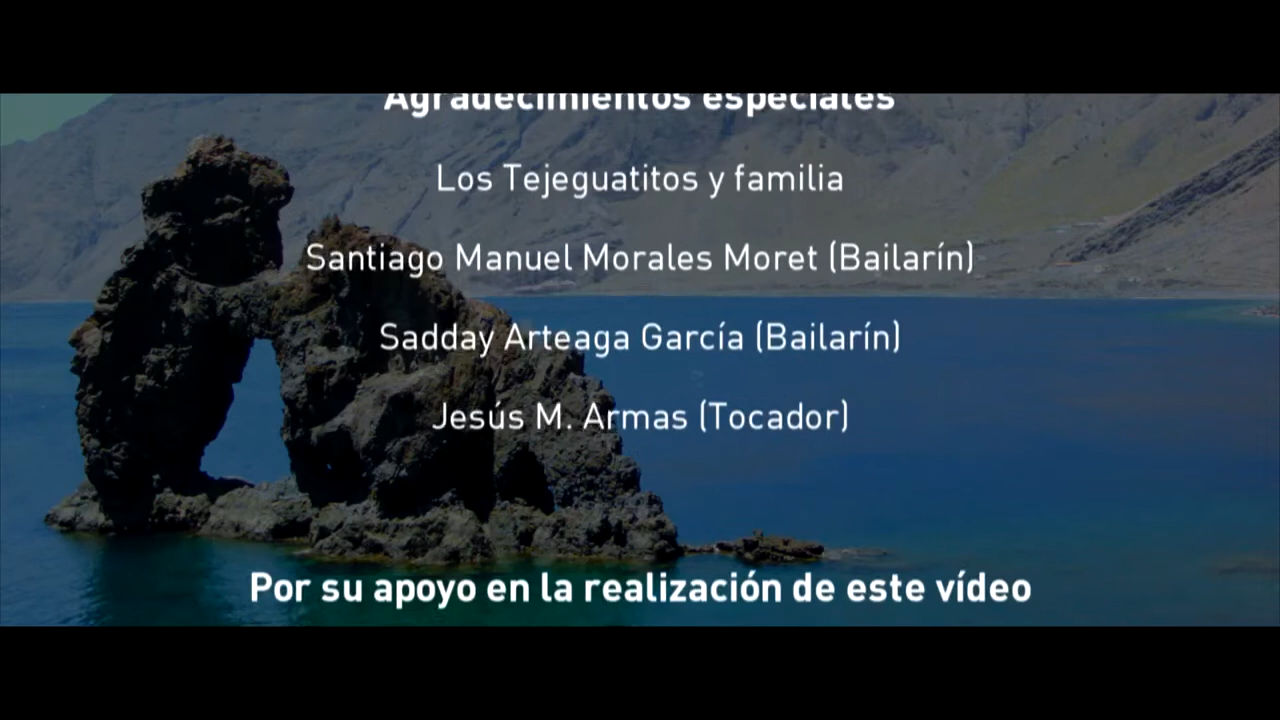 Agradecimientos especiales
Los Tejeguatitos y familia
Santiago Manuel Morales Moret (Bailarín)
Sadday Arteaga García (Bailarín)
Jesús M. Armas (Tocador)
Por su apoyo en la realización de este vídeo